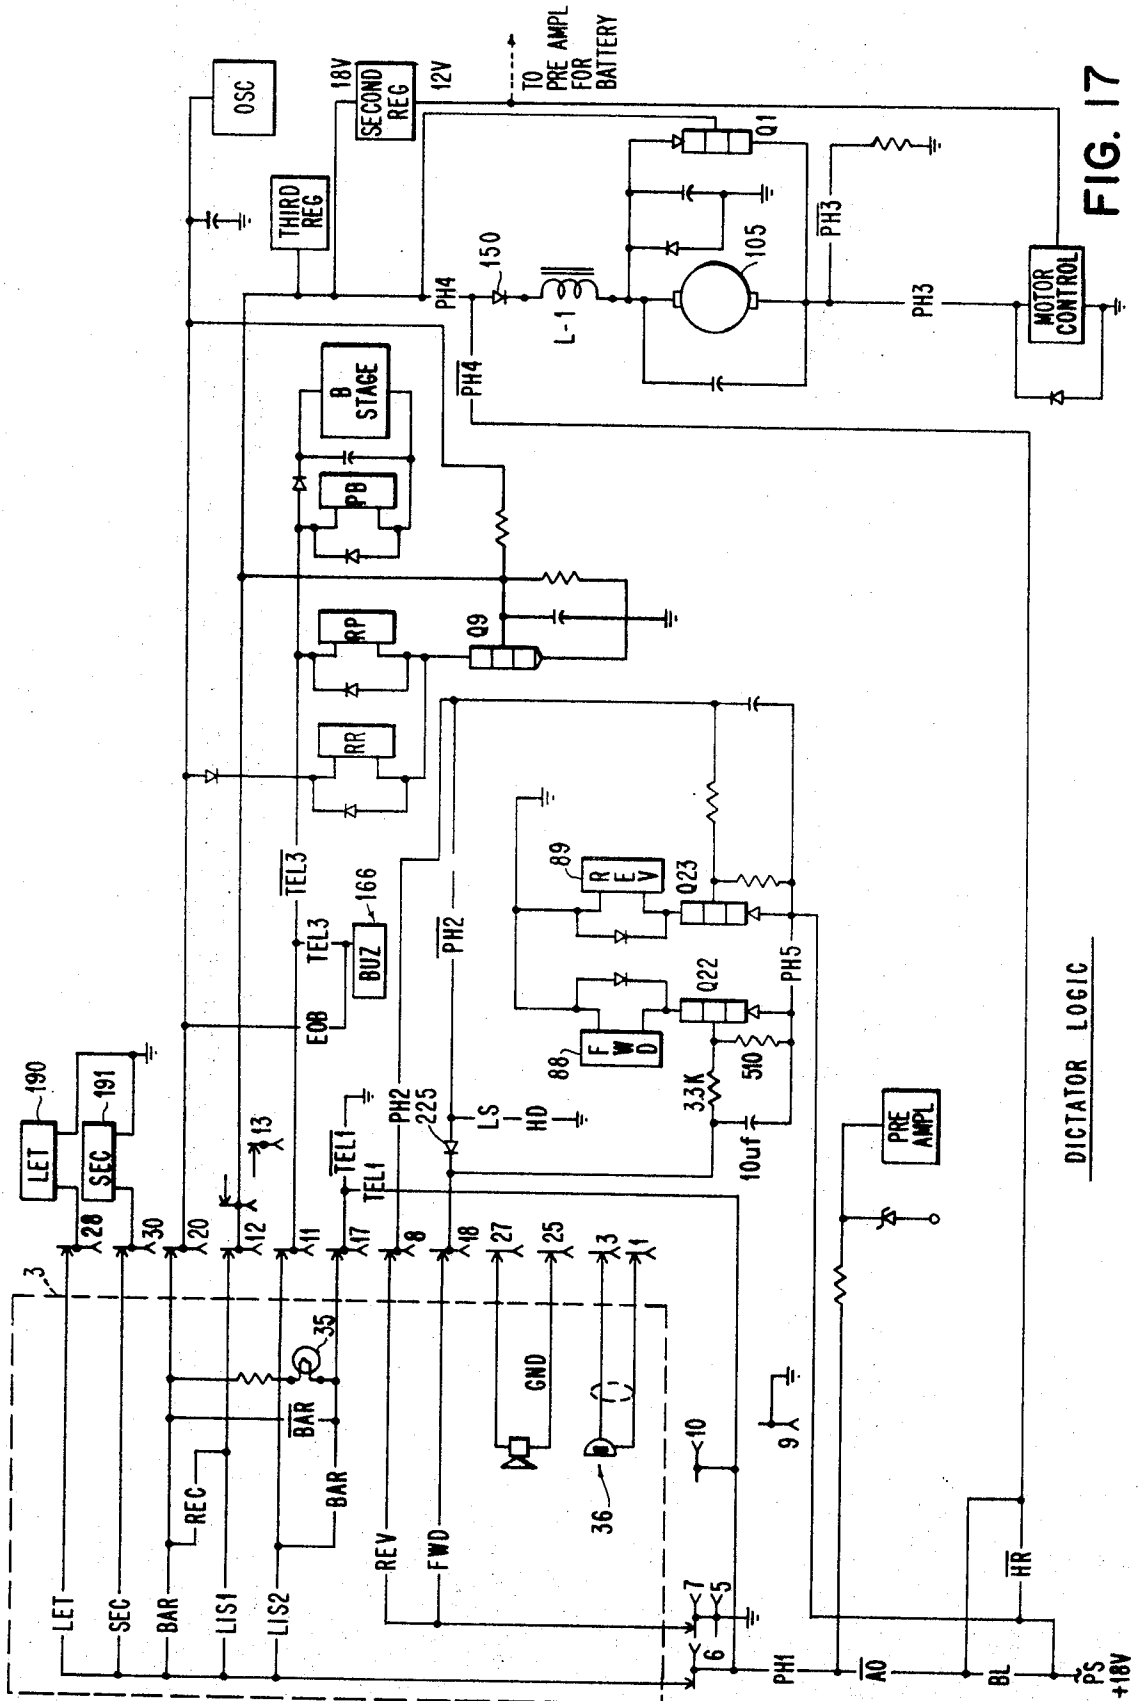 OSC
18V
SECOND
REG
12V
TO
PRE AMPL
FOR
BATTERY
THIRD
REG
Q1
150
PH4
PH4
L-1
105
PH3
PH3
MOTOR
CONTROL
FIG. 17
B
STAGE
PB
RP
RR
Q9
TEL3
TEL3
166
BUZ
EOB
PH2
PH2
225
LS
HD
89
REV
Q23
88
FWD
Q22
PH5
3.3K
510
10uf
PRE
AMPL
DICTATOR LOGIC
LET
190
SEC
191
13
28
30
20
12
11
17
8
18
27
25
3
1
TEL1
TEL1
3
35
BAR
BAR
REC
GND
36
LET
SEC
BAR
LIS1
LIS2
REV
FWD
10
9
7
5
6
PH1
AO
BL
HR
PS
+18V